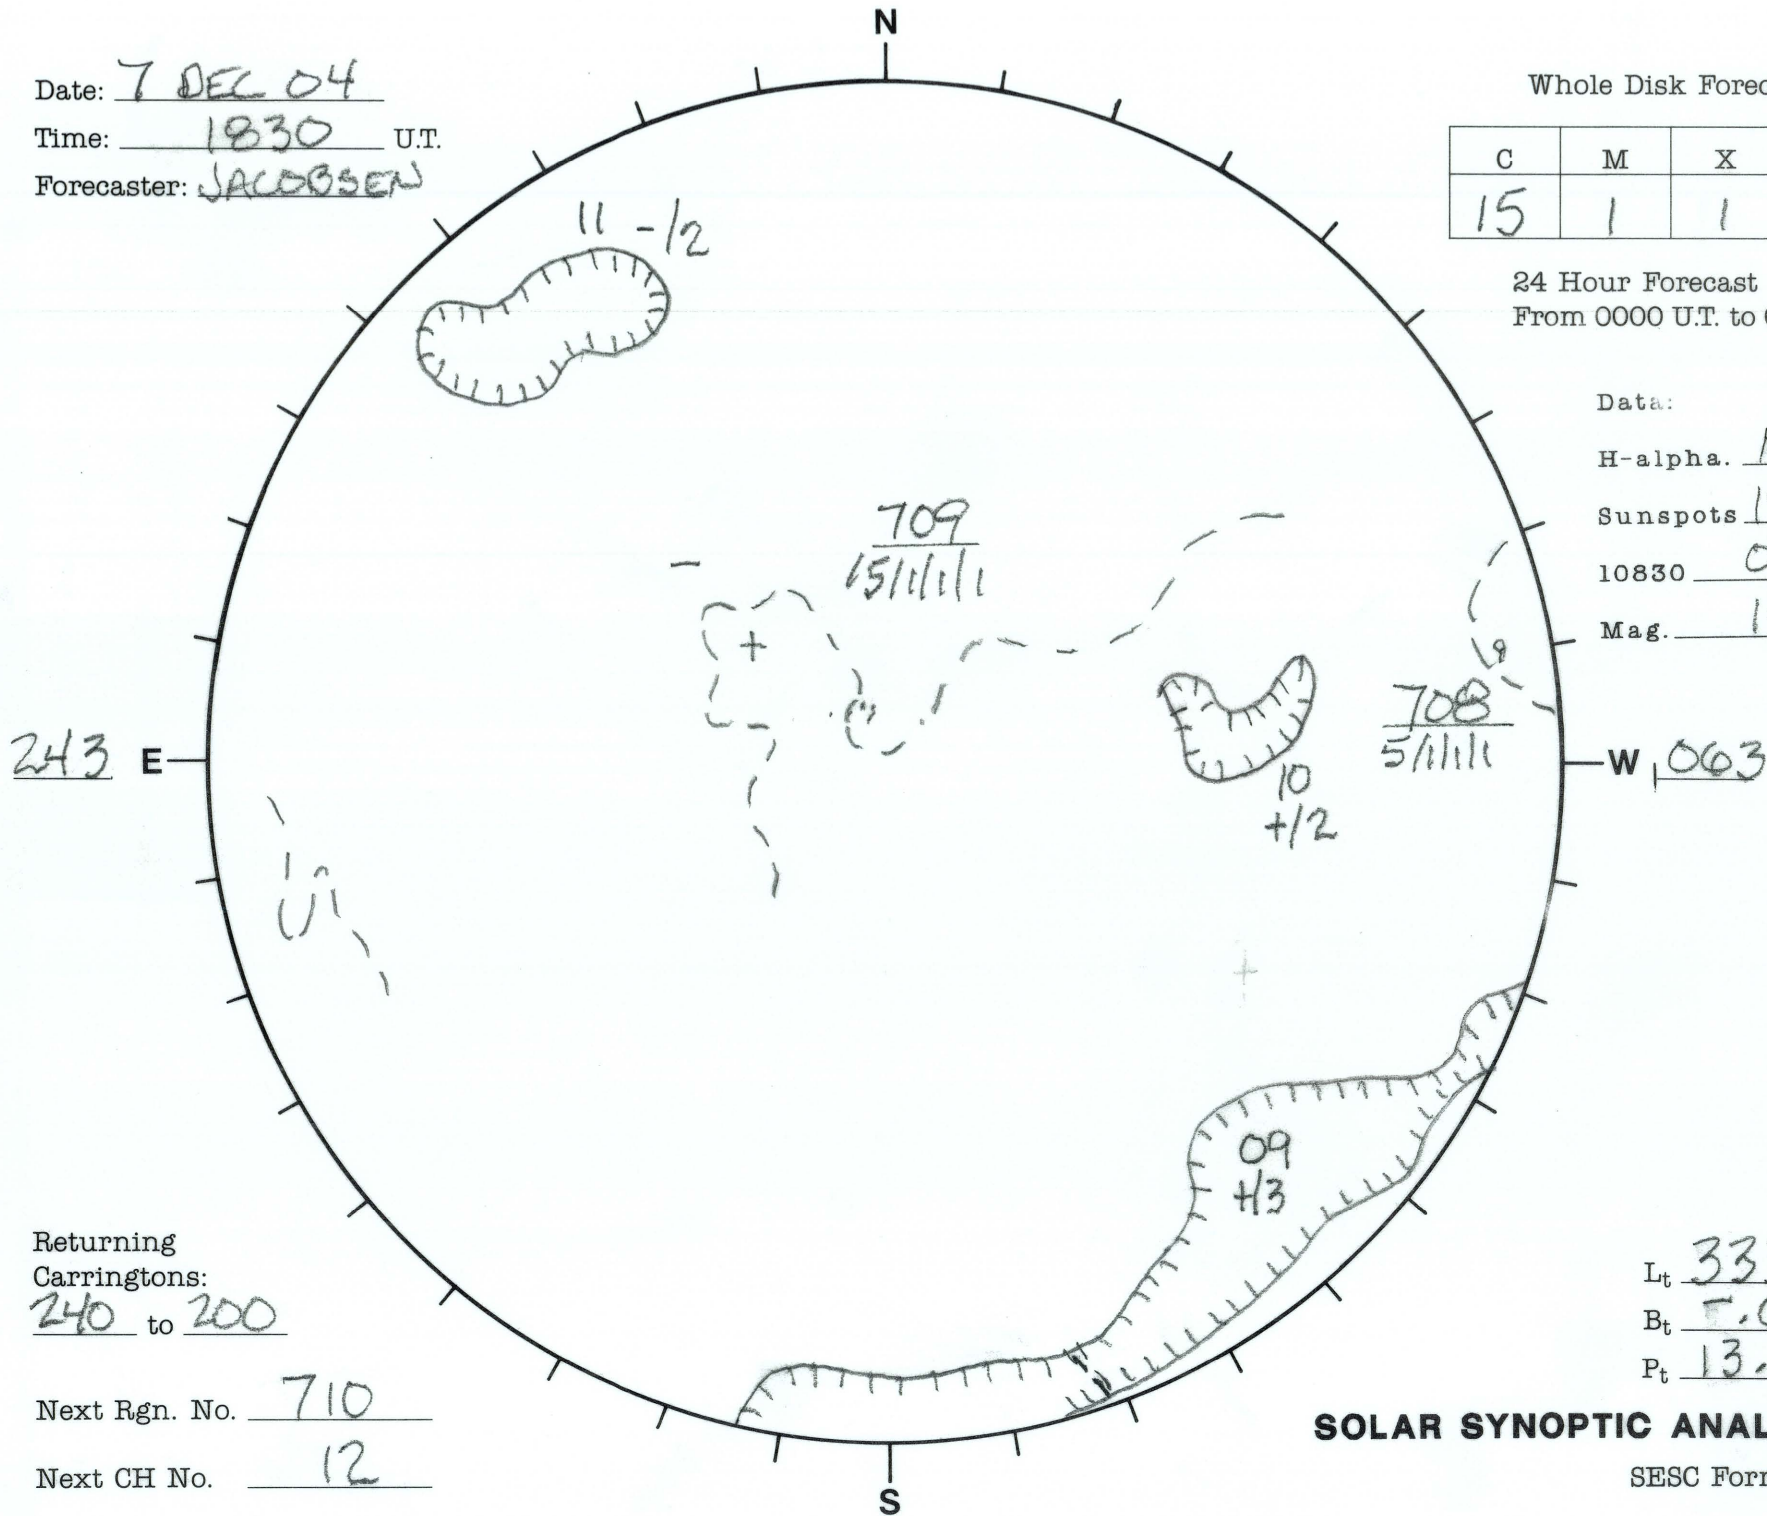 N
Date: 7 DEC 04
Time: 1830 U.T.
Forecaster: JACOBSEN
Whole Disk Forec
C M X
15 1 1
24 Hour Forecast
From 0000 U.T. to
Data:
H-alpha.
Sunspots 1
10830 0
Mag. 1
11 -/2
709
15/1/1/1
-
+
708
5/1/1/1
10
+/2
243 E
W 063
+
09
+/3
Returning
Carringtons:
240 to 200
Next Rgn. No. 710
Next CH No. 12
Lt 33
Bt
Pt 13.
SOLAR SYNOPTIC ANAL
SESC Form
S